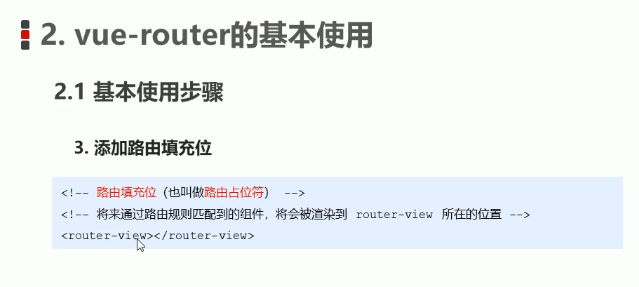 2. vue-router的基本使用
2.1 基本使用步骤
3. 添加路由填充位
<!-- 路由填充位（也叫做路由占位符） -->
<!-- 将来通过路由规则匹配到的组件，将会被渲染到 router-view 所在的位置 -->
<router-view></router-view>